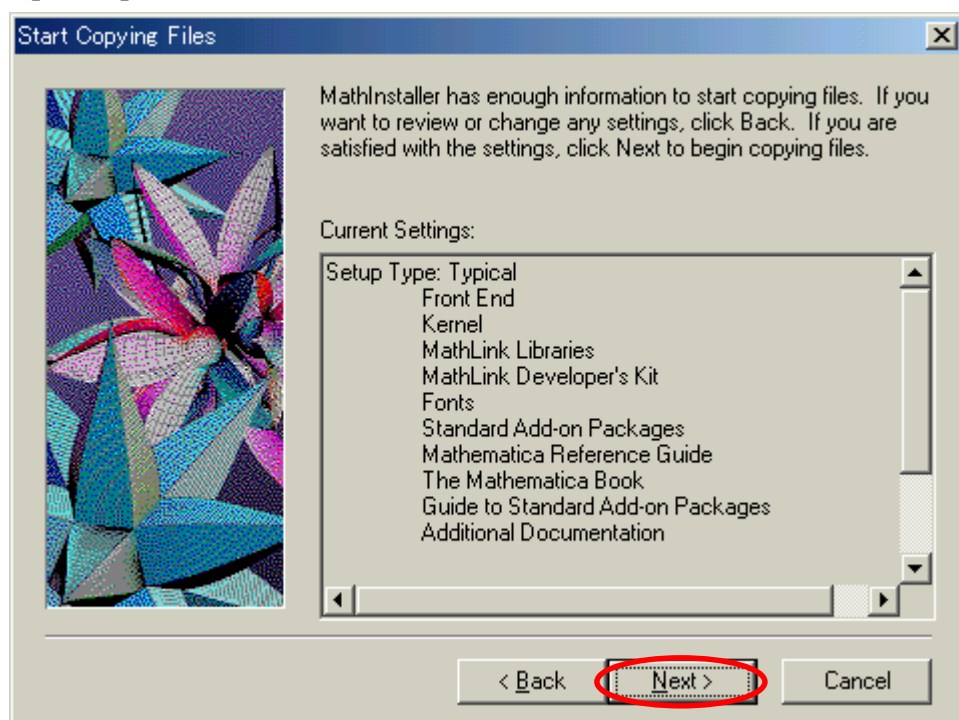 Start Copying Files
MathInstaller has enough information to start copying files. If you
want to review or change any settings, click Back. If you are
satisfied with the settings, click Next to begin copying files.
Current Settings:
Setup Type: Typical
Front End
Kernel
MathLink Libraries
MathLink Developer's Kit
Fonts
Standard Add-on Packages
Mathematica Reference Guide
The Mathematica Book
Guide to Standard Add-on Packages
Additional Documentation
< Back Next > Cancel